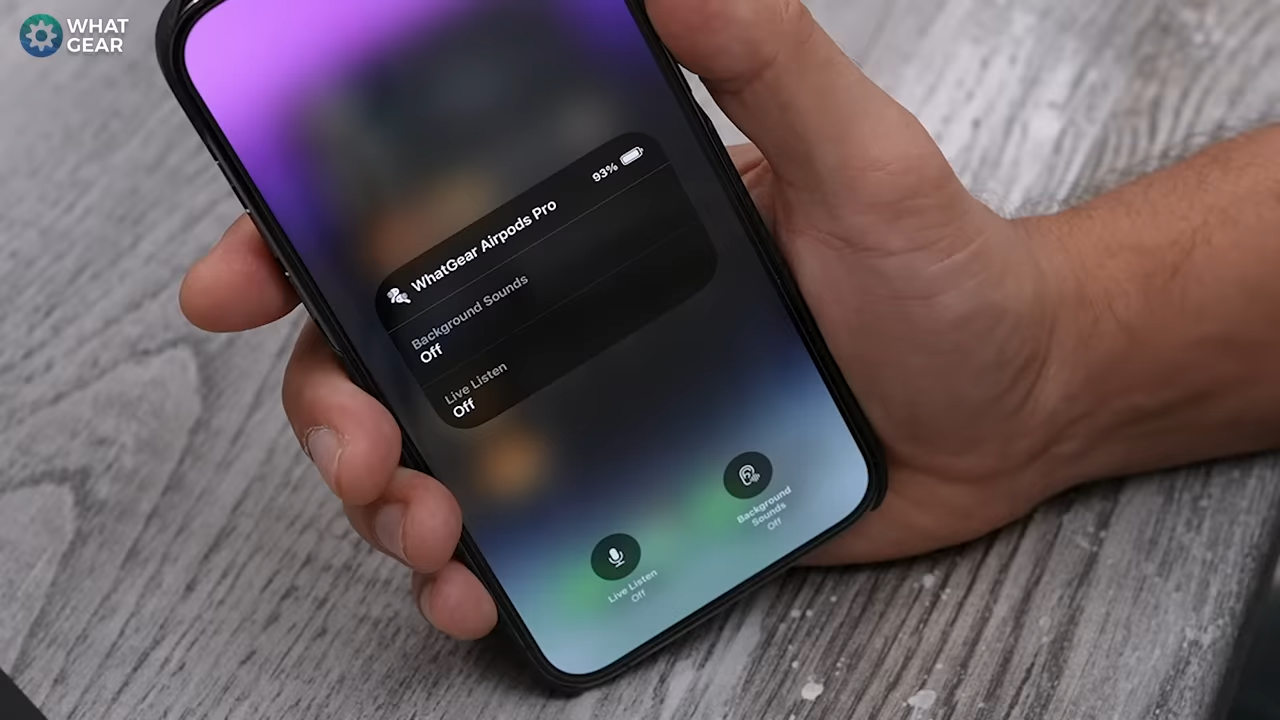 WHAT
GEAR
93%
WhatGear Airpods Pro
Background Sounds
Off
Live Listen
Off
Background
Sounds
Off
Live Listen
Off